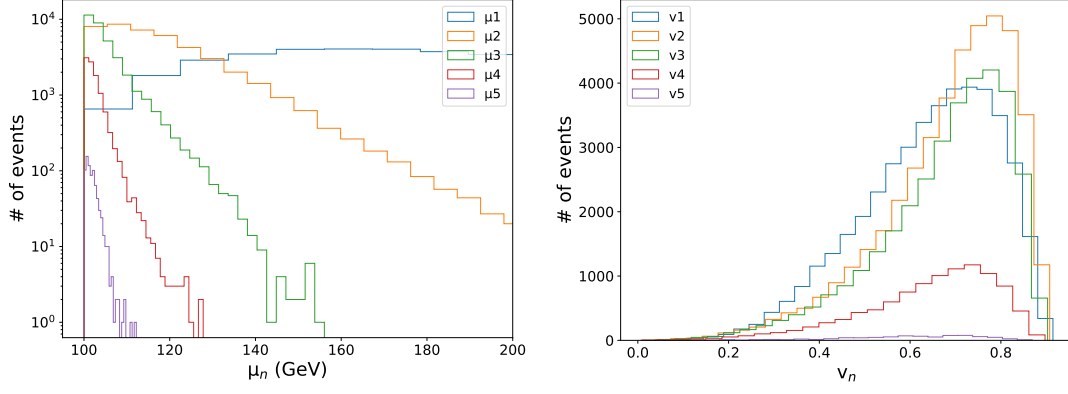 10⁴
10³
10²
10¹
10⁰
# of events
100
120
140
160
180
200
μₙ (GeV)
μ1
μ2
μ3
μ4
μ5
5000
4000
3000
2000
1000
0
# of events
0.0
0.2
0.4
0.6
0.8
vₙ
v1
v2
v3
v4
v5